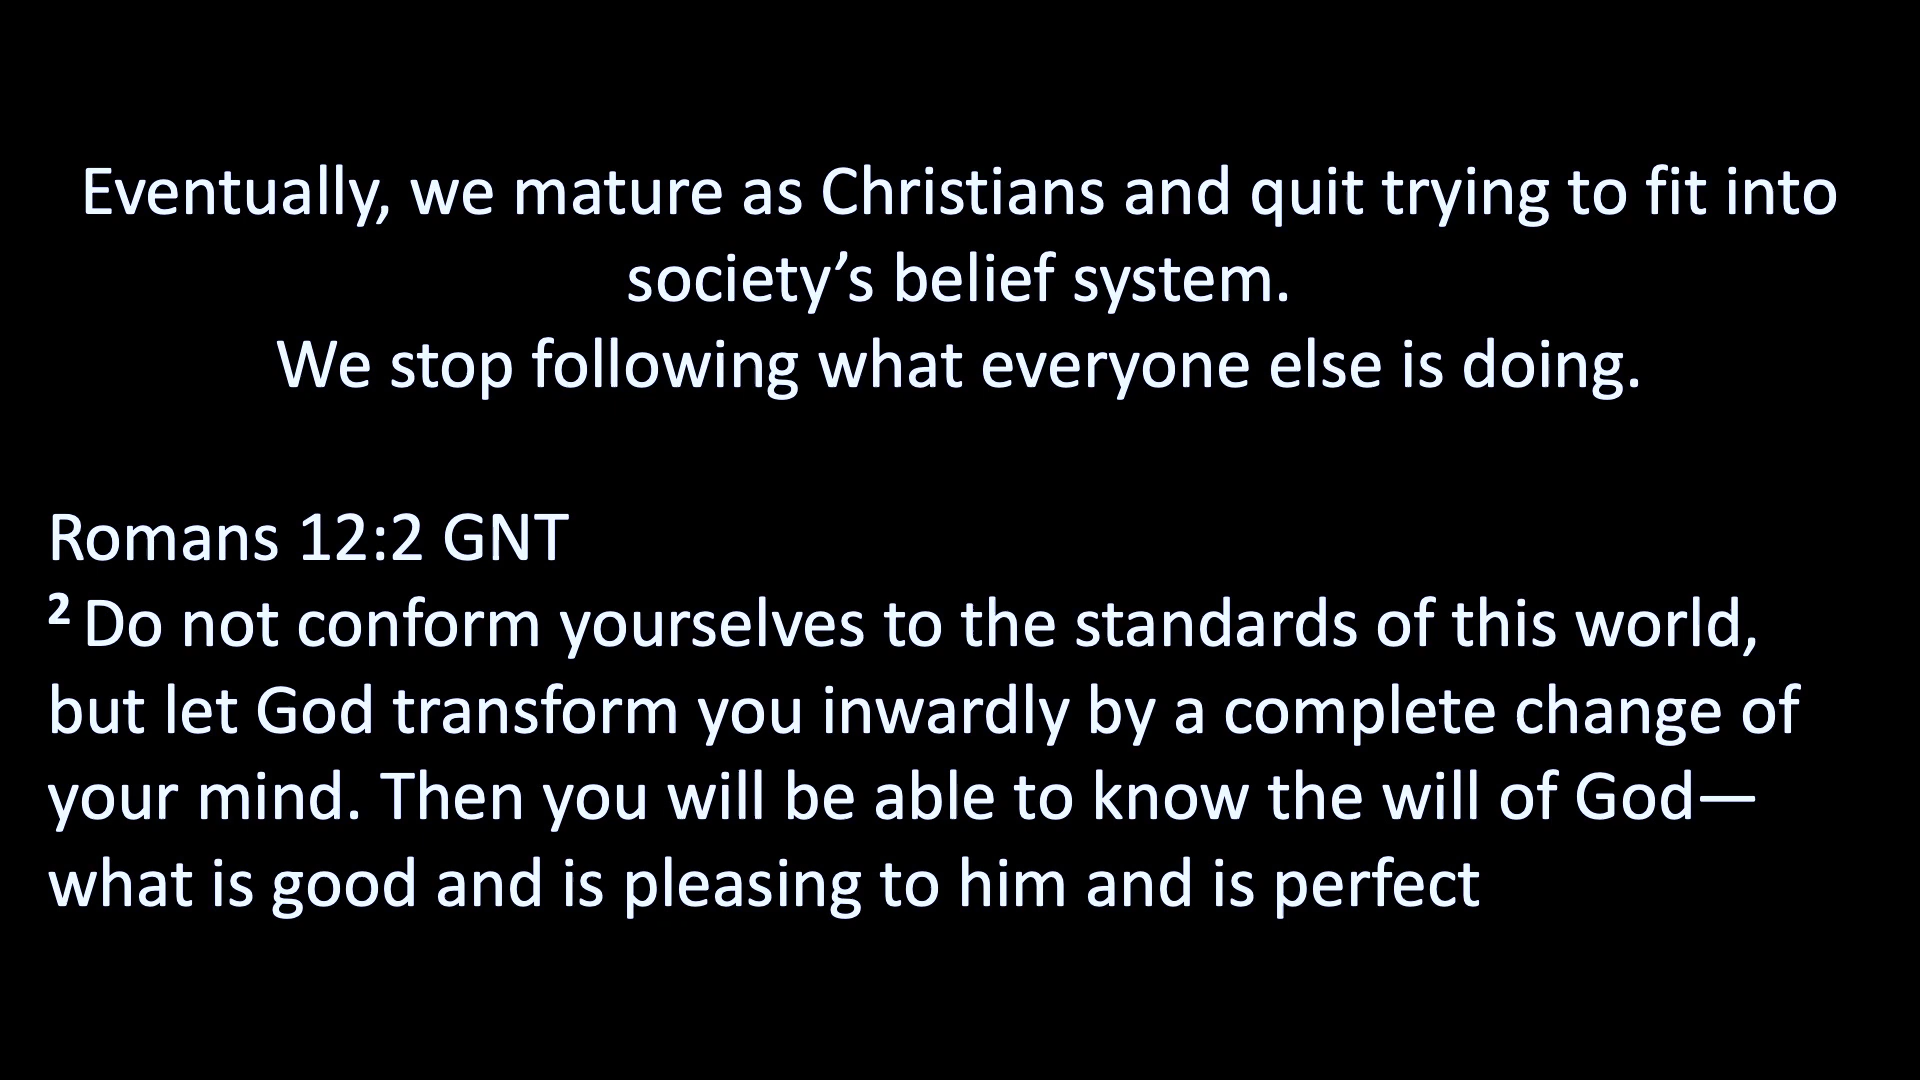 Eventually, we mature as Christians and quit trying to fit into
society’s belief system.
We stop following what everyone else is doing.
Romans 12:2 GNT
² Do not conform yourselves to the standards of this world,
but let God transform you inwardly by a complete change of
your mind. Then you will be able to know the will of God—
what is good and is pleasing to him and is perfect